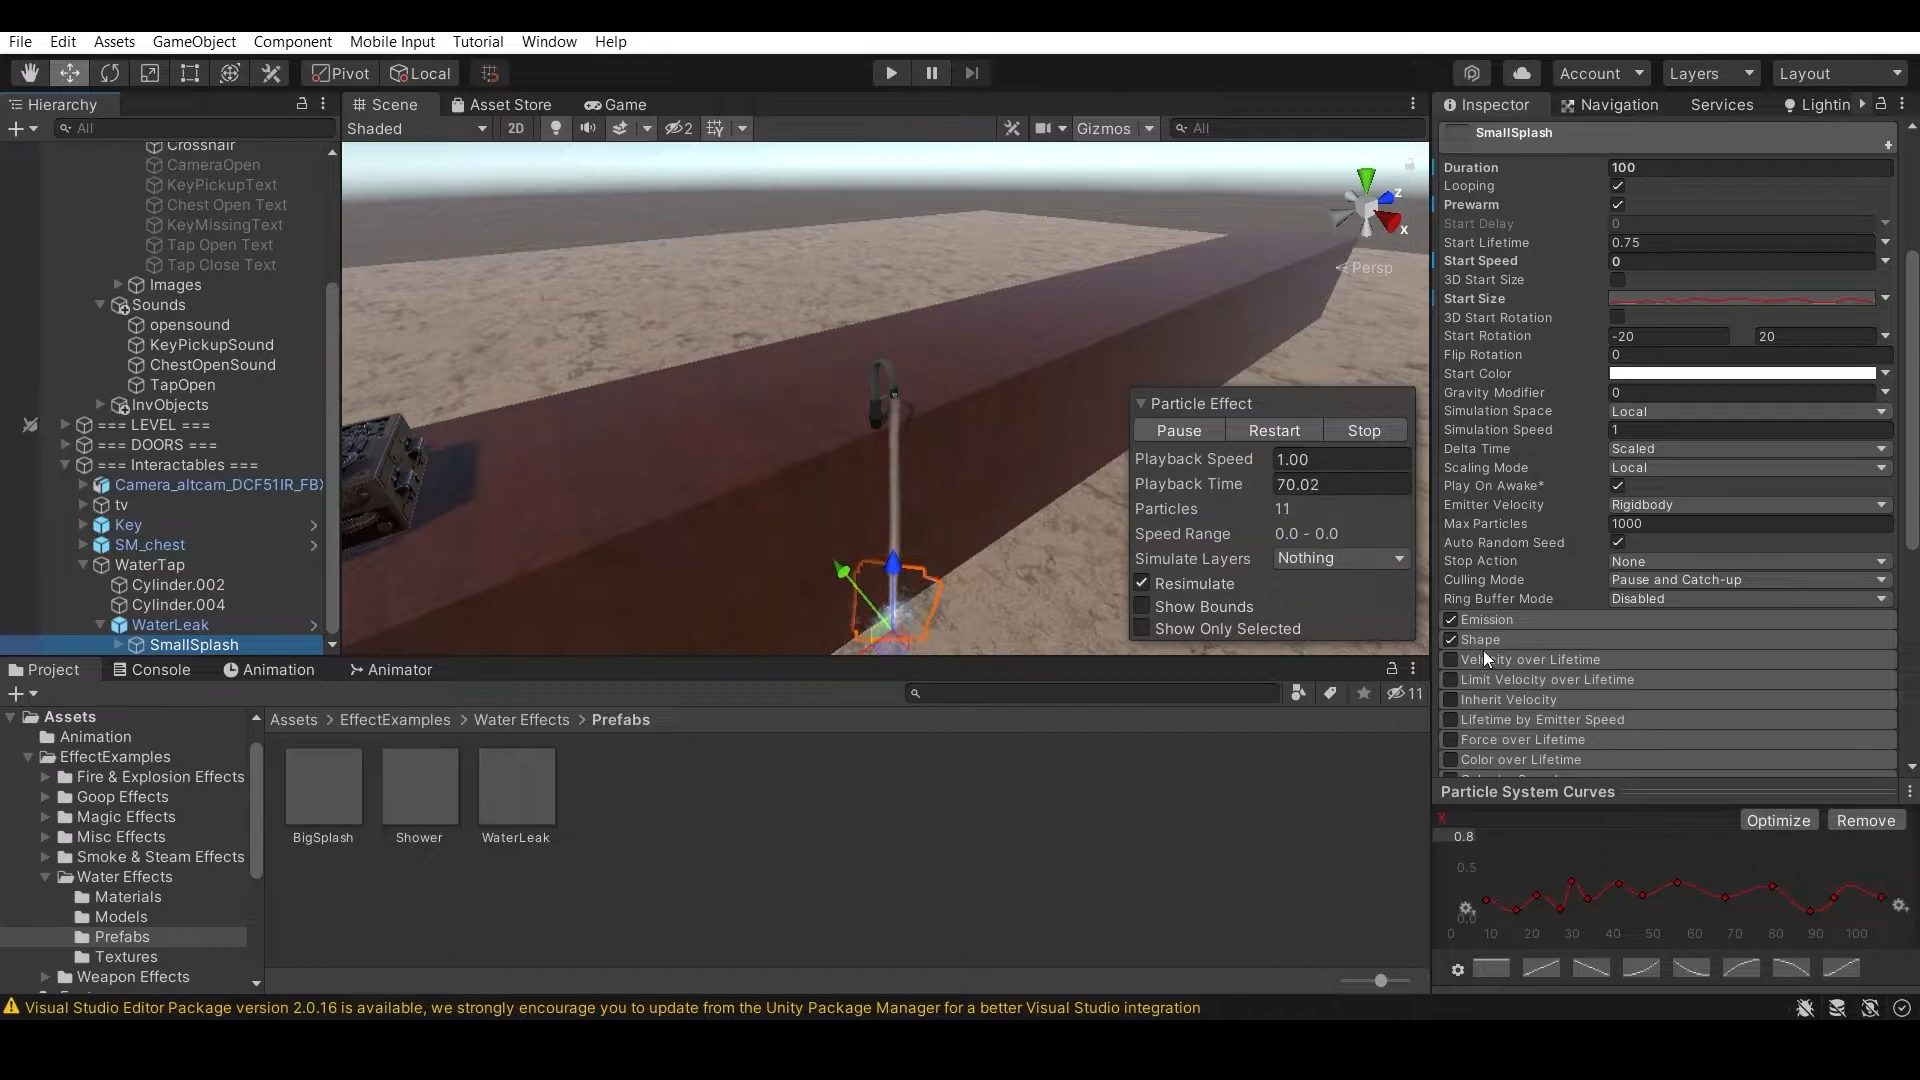 File Edit Assets GameObject Component Mobile Input Tutorial Window Help
Pivot Local Account Layers Layout
Hierarchy
All
Crosshair
CameraOpen
KeyPickupText
Chest Open Text
KeyMissingText
Tap Open Text
Tap Close Text
Images
Sounds
opensound
KeyPickupSound
ChestOpenSound
TapOpen
InvObjects
=== LEVEL ===
=== DOORS ===
=== Interactables ===
Camera_altcam_DCF51IR_FBX
tv
Key
SM_chest
WaterTap
Cylinder.002
Cylinder.004
WaterLeak
SmallSplash
Scene Asset Store Game
Shaded 2D 2 Gizmos All
z
x
Persp
Particle Effect
Pause Restart Stop
Playback Speed 1.00
Playback Time 70.02
Particles 11
Speed Range 0.0 - 0.0
Simulate Layers Nothing
Resimulate
Show Bounds
Show Only Selected
Inspector Navigation Services Lightin
SmallSplash
Duration 100
Looping
Prewarm
Start Delay 0
Start Lifetime 0.75
Start Speed 0
3D Start Size
Start Size
3D Start Rotation
Start Rotation -20 20
Flip Rotation 0
Start Color
Gravity Modifier 0
Simulation Space Local
Simulation Speed 1
Delta Time Scaled
Scaling Mode Local
Play On Awake*
Emitter Velocity Rigidbody
Max Particles 1000
Auto Random Seed
Stop Action None
Culling Mode Pause and Catch-up
Ring Buffer Mode Disabled
Emission
Shape
Velocity over Lifetime
Limit Velocity over Lifetime
Inherit Velocity
Lifetime by Emitter Speed
Force over Lifetime
Color over Lifetime
Particle System Curves
Optimize Remove
0.8
0.5
0.0
0 10 20 30 40 50 60 70 80 90 100
Project Console Animation Animator
11
Assets
Animation
EffectExamples
Fire & Explosion Effects
Goop Effects
Magic Effects
Misc Effects
Smoke & Steam Effects
Water Effects
Materials
Models
Prefabs
Textures
Weapon Effects
Assets > EffectExamples > Water Effects > Prefabs
BigSplash Shower WaterLeak
Visual Studio Editor Package version 2.0.16 is available, we strongly encourage you to update from the Unity Package Manager for a better Visual Studio integration